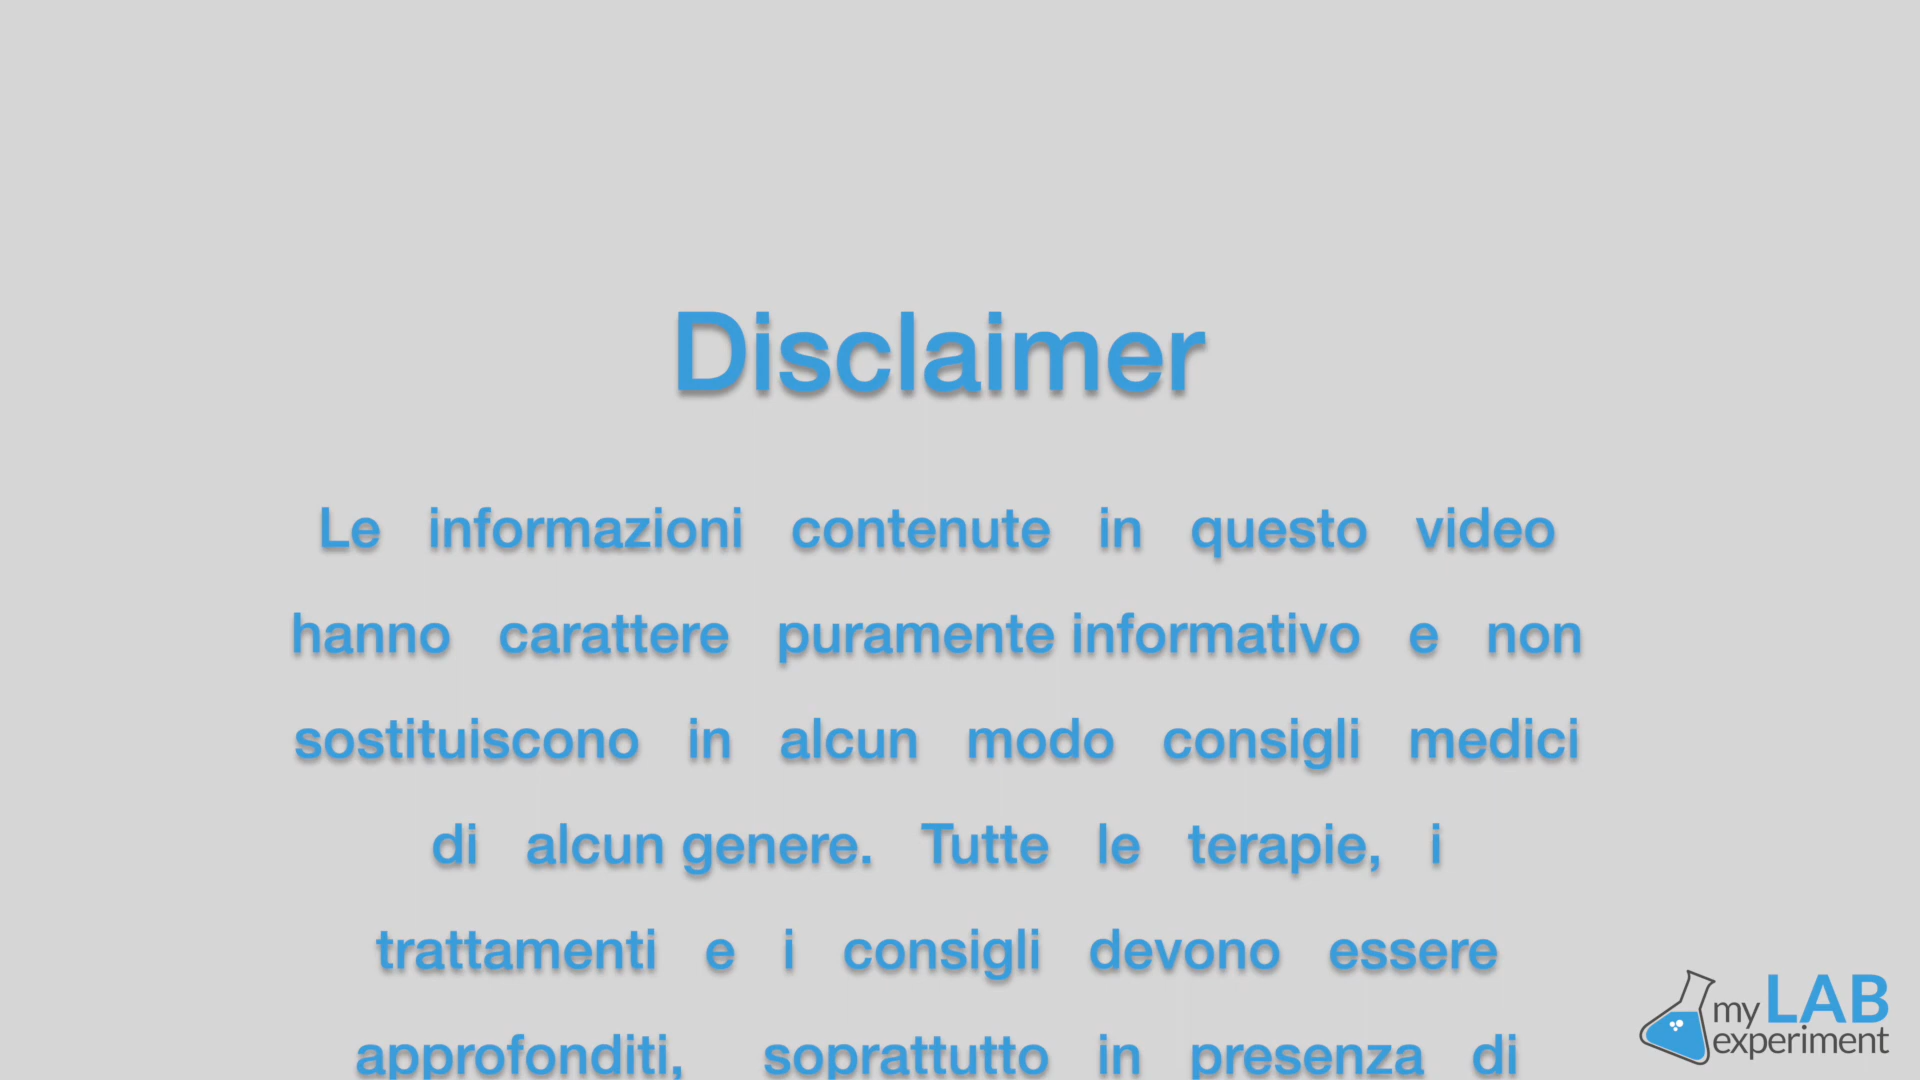 Disclaimer
Le informazioni contenute in questo video
hanno carattere puramente informativo e non
sostituiscono in alcun modo consigli medici
di alcun genere. Tutte le terapie, i
trattamenti e i consigli devono essere
approfonditi, soprattutto in presenza di
my LAB
experiment